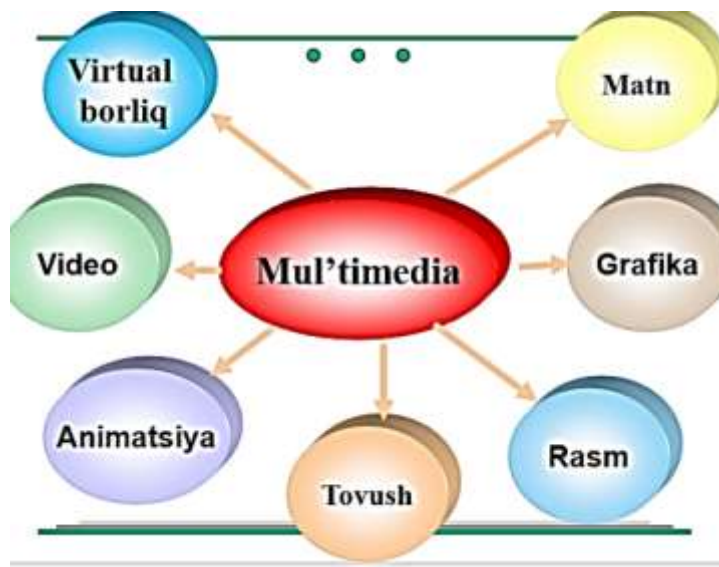 Virtual
borliq
Matn
Video
Mul’timedia
Grafika
Animatsiya
Tovush
Rasm